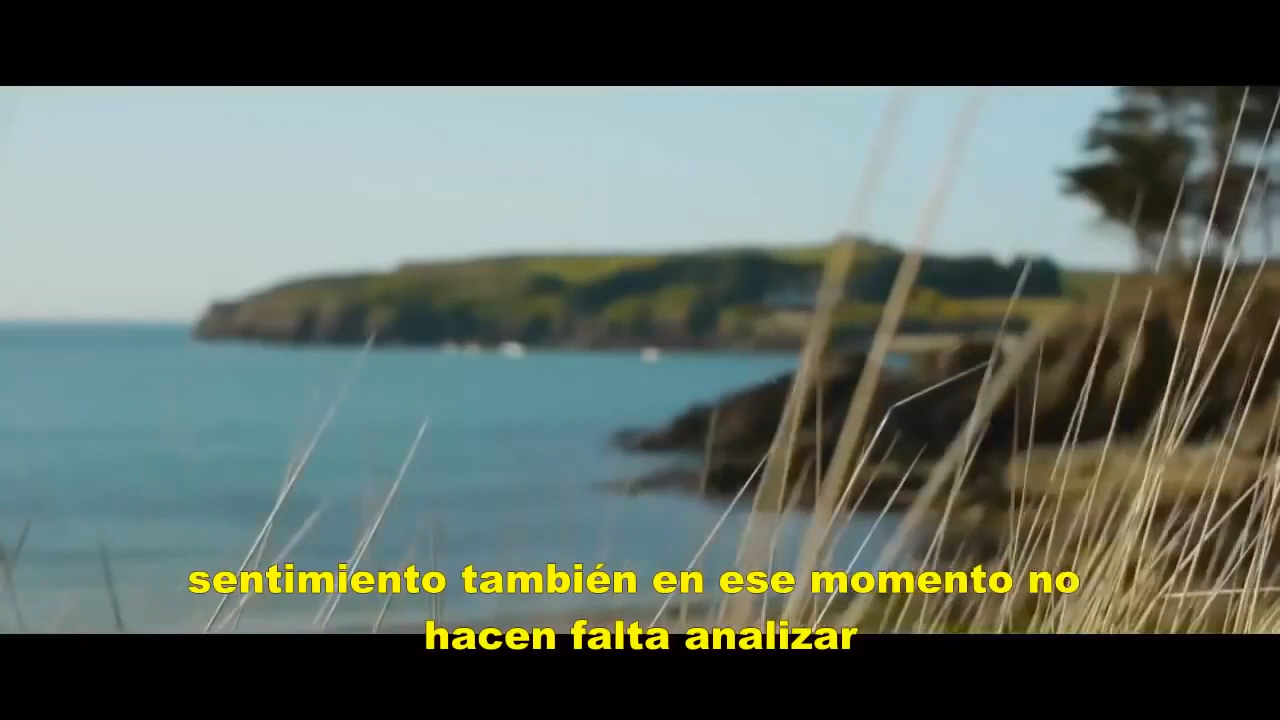 sentimiento también en ese momento no
hacen falta analizar